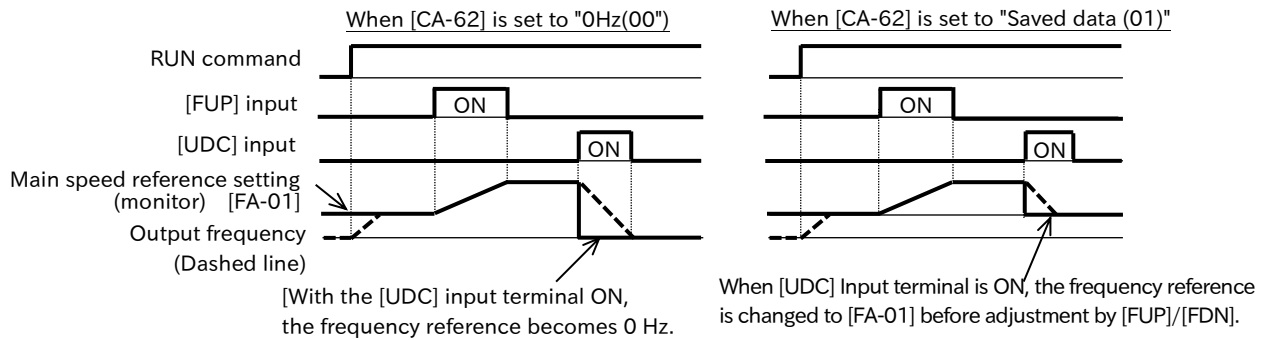 When [CA-62] is set to "0Hz(00")
When [CA-62] is set to "Saved data (01)"
RUN command
[FUP] input
ON
ON
[UDC] input
ON
ON
Main speed reference setting
(monitor) [FA-01]
Output frequency
(Dashed line)
[With the [UDC] input terminal ON,
the frequency reference becomes 0 Hz.
When [UDC] Input terminal is ON, the frequency reference
is changed to [FA-01] before adjustment by [FUP]/[FDN].